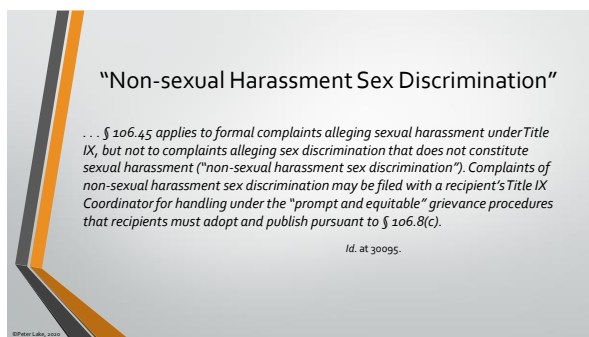 “Non-sexual Harassment Sex Discrimination”
. . . § 106.45 applies to formal complaints alleging sexual harassment under Title
IX, but not to complaints alleging sex discrimination that does not constitute
sexual harassment (“non-sexual harassment sex discrimination”). Complaints of
non-sexual harassment sex discrimination may be filed with a recipient’s Title IX
Coordinator for handling under the “prompt and equitable” grievance procedures
that recipients must adopt and publish pursuant to § 106.8(c).
Id. at 30095.
©Peter Lake, 2020